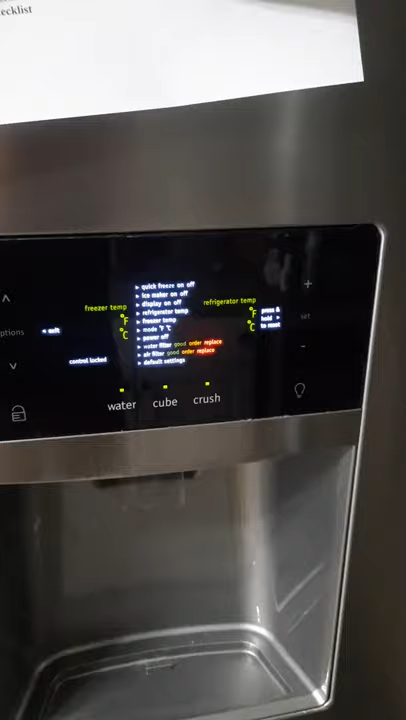 ecklist
quick freeze on off
ice maker on off
display on off
refrigerator temp
freezer temp
mode °F °C
power off
water filter good order replace
air filter good order replace
default settings
freezer temp
°F
°C
refrigerator temp
°F
°C
press &
hold
to reset
ptions
exit
control locked
+
set
-
water cube crush